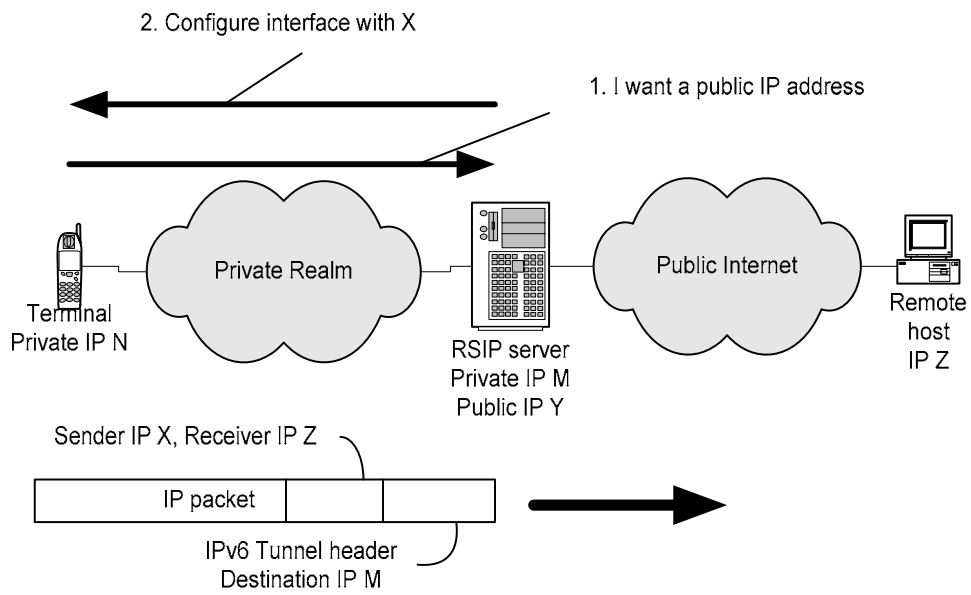 2. Configure interface with X
1. I want a public IP address
Private Realm
Public Internet
Terminal
Private IP N
RSIP server
Private IP M
Public IP Y
Remote
host
IP Z
Sender IP X, Receiver IP Z
IP packet
IPv6 Tunnel header
Destination IP M